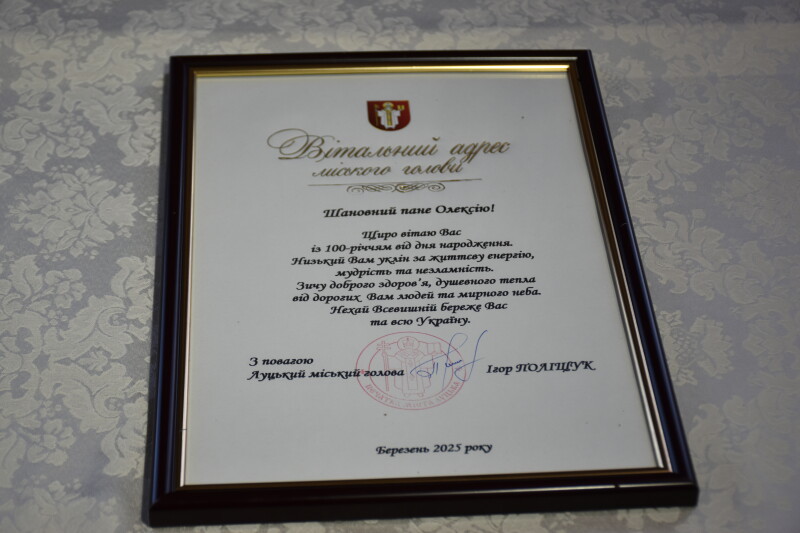 Вітальний адрес
міського голови
Шановний пане Олексію!
Щиро вітаю Вас
із 100-річчям від дня народження.
Низький Вам уклін за життєву енергію,
мудрість та незламність.
Зичу доброго здоров'я, душевного тепла
від дорогих Вам людей та мирного неба.
Нехай Всевишній береже Вас
та всю Україну.
З повагою
Луцький міський голова Ігор ПОЛІЩУК
Березень 2025 року